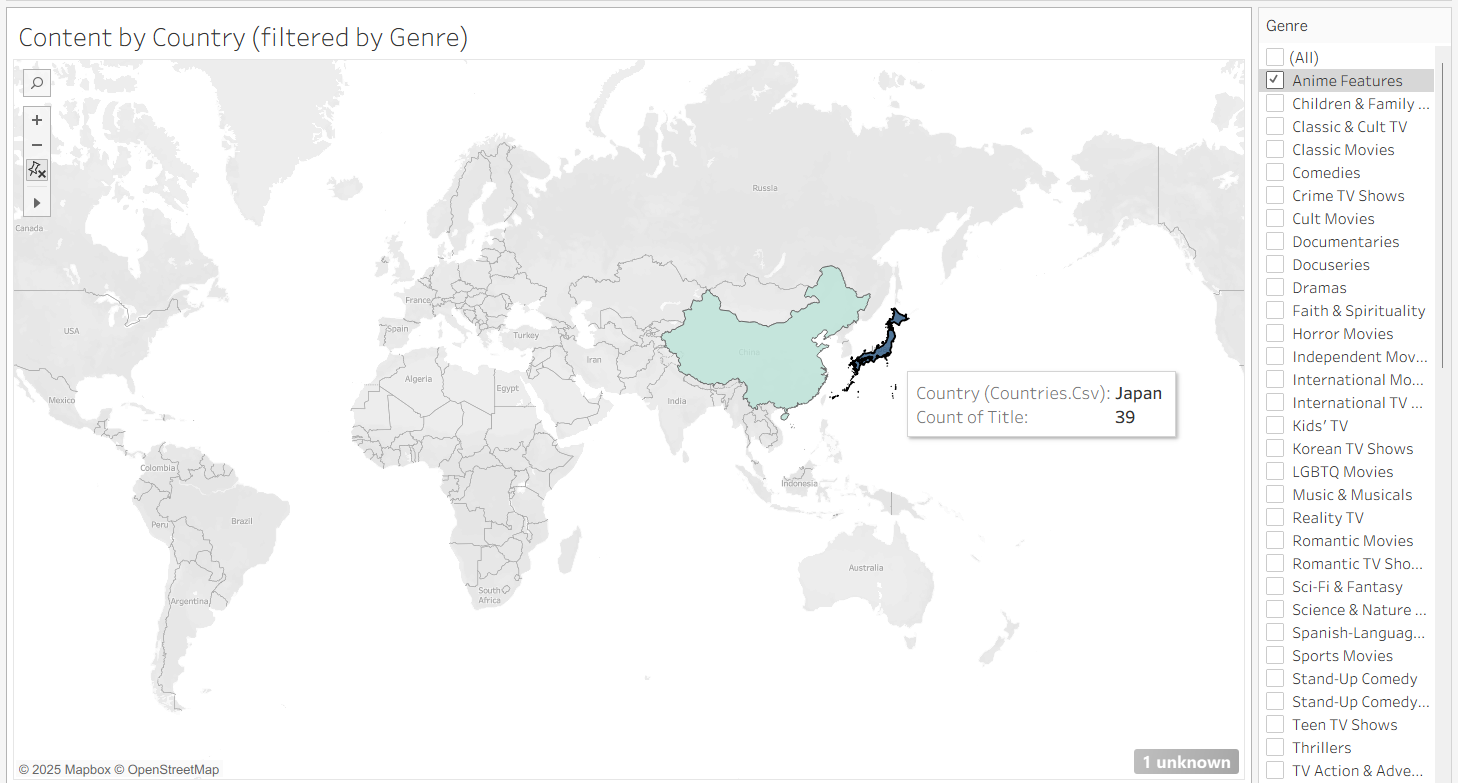 Content by Country (filtered by Genre)
Canada
USA
Mexico
Colombia
Peru
Brazil
Argentina
France
Spain
Algeria
Egypt
Turkey
Iran
South
Africa
Russia
China
India
Indonesia
Australia
Country (Countries.Csv): Japan
Count of Title: 39
1 unknown
© 2025 Mapbox © OpenStreetMap
Genre
(All)
Anime Features
Children & Family ...
Classic & Cult TV
Classic Movies
Comedies
Crime TV Shows
Cult Movies
Documentaries
Docuseries
Dramas
Faith & Spirituality
Horror Movies
Independent Mov...
International Mo...
International TV ...
Kids' TV
Korean TV Shows
LGBTQ Movies
Music & Musicals
Reality TV
Romantic Movies
Romantic TV Sho...
Sci-Fi & Fantasy
Science & Nature ...
Spanish-Languag...
Sports Movies
Stand-Up Comedy
Stand-Up Comedy...
Teen TV Shows
Thrillers
TV Action & Adve...